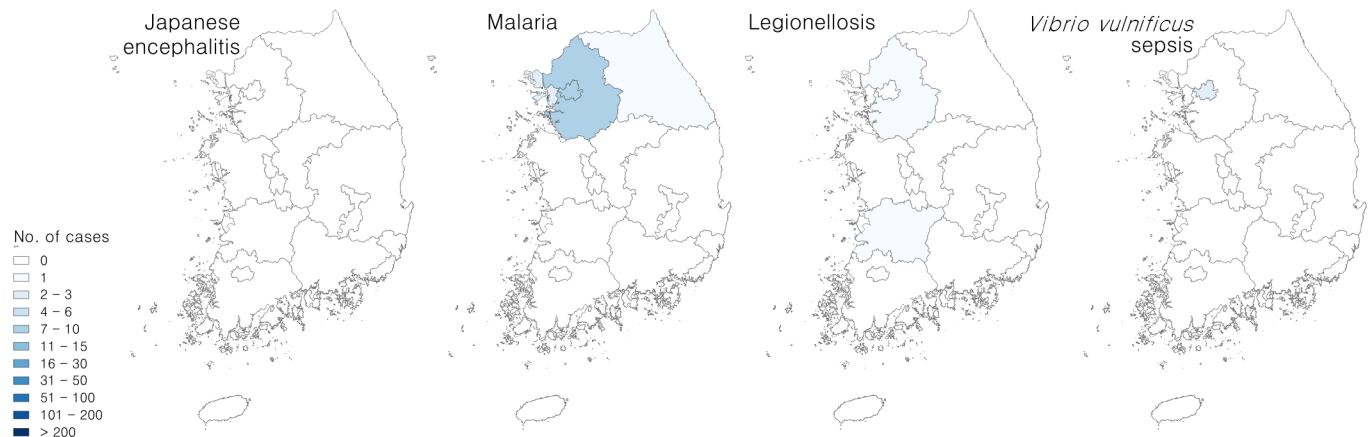 Japanese
encephalitis
Malaria
Legionellosis
Vibrio vulnificus
sepsis
No. of cases
0
1
2 – 3
4 – 6
7 – 10
11 – 15
16 – 30
31 – 50
51 – 100
101 – 200
> 200